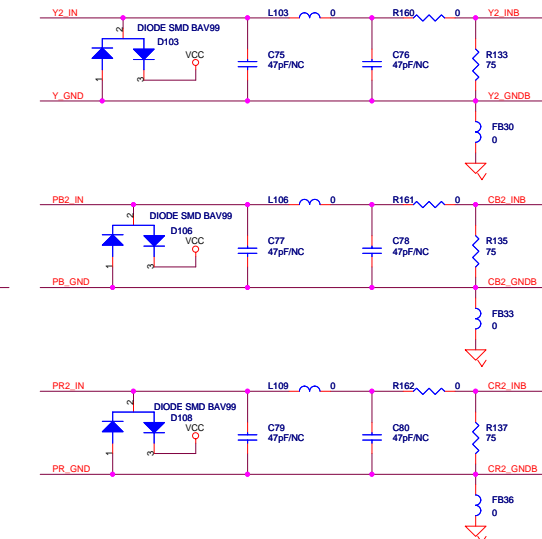 Y2_IN L103 0 R160 0 Y2_INB
DIODE SMD BAV99
2 D103
VCC
C75 C76 R133
47pF/NC 47pF/NC 75
1 3
Y_GND Y2_GNDB
FB30
0
PB2_IN L106 0 R161 0 CB2_INB
DIODE SMD BAV99
2 D106
VCC
C77 C78 R135
47pF/NC 47pF/NC 75
1 3
PB_GND CB2_GNDB
FB33
0
PR2_IN L109 0 R162 0 CR2_INB
DIODE SMD BAV99
2 D108
VCC
C79 C80 R137
47pF/NC 47pF/NC 75
1 3
PR_GND CR2_GNDB
FB36
0